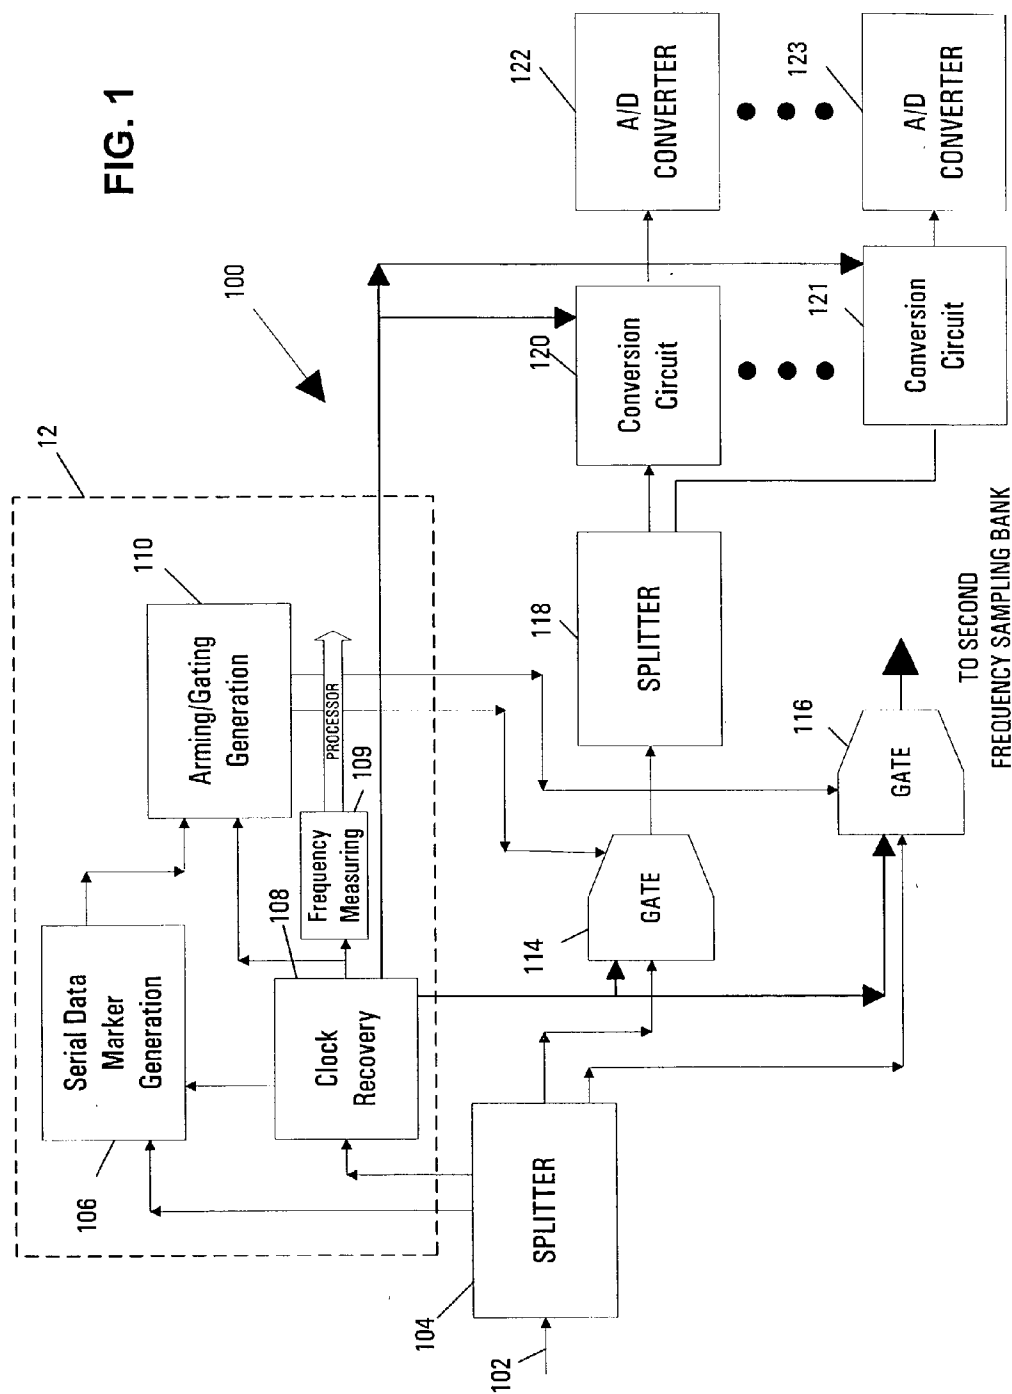 FIG. 1
100
12
102
104
SPLITTER
106
Serial Data
Marker
Generation
108
Clock
Recovery
109
Frequency
Measuring
PROCESSOR
110
Arming/Gating
Generation
114
GATE
116
GATE
TO SECOND
FREQUENCY SAMPLING BANK
118
SPLITTER
120
Conversion
Circuit
121
Conversion
Circuit
122
A/D
CONVERTER
123
A/D
CONVERTER